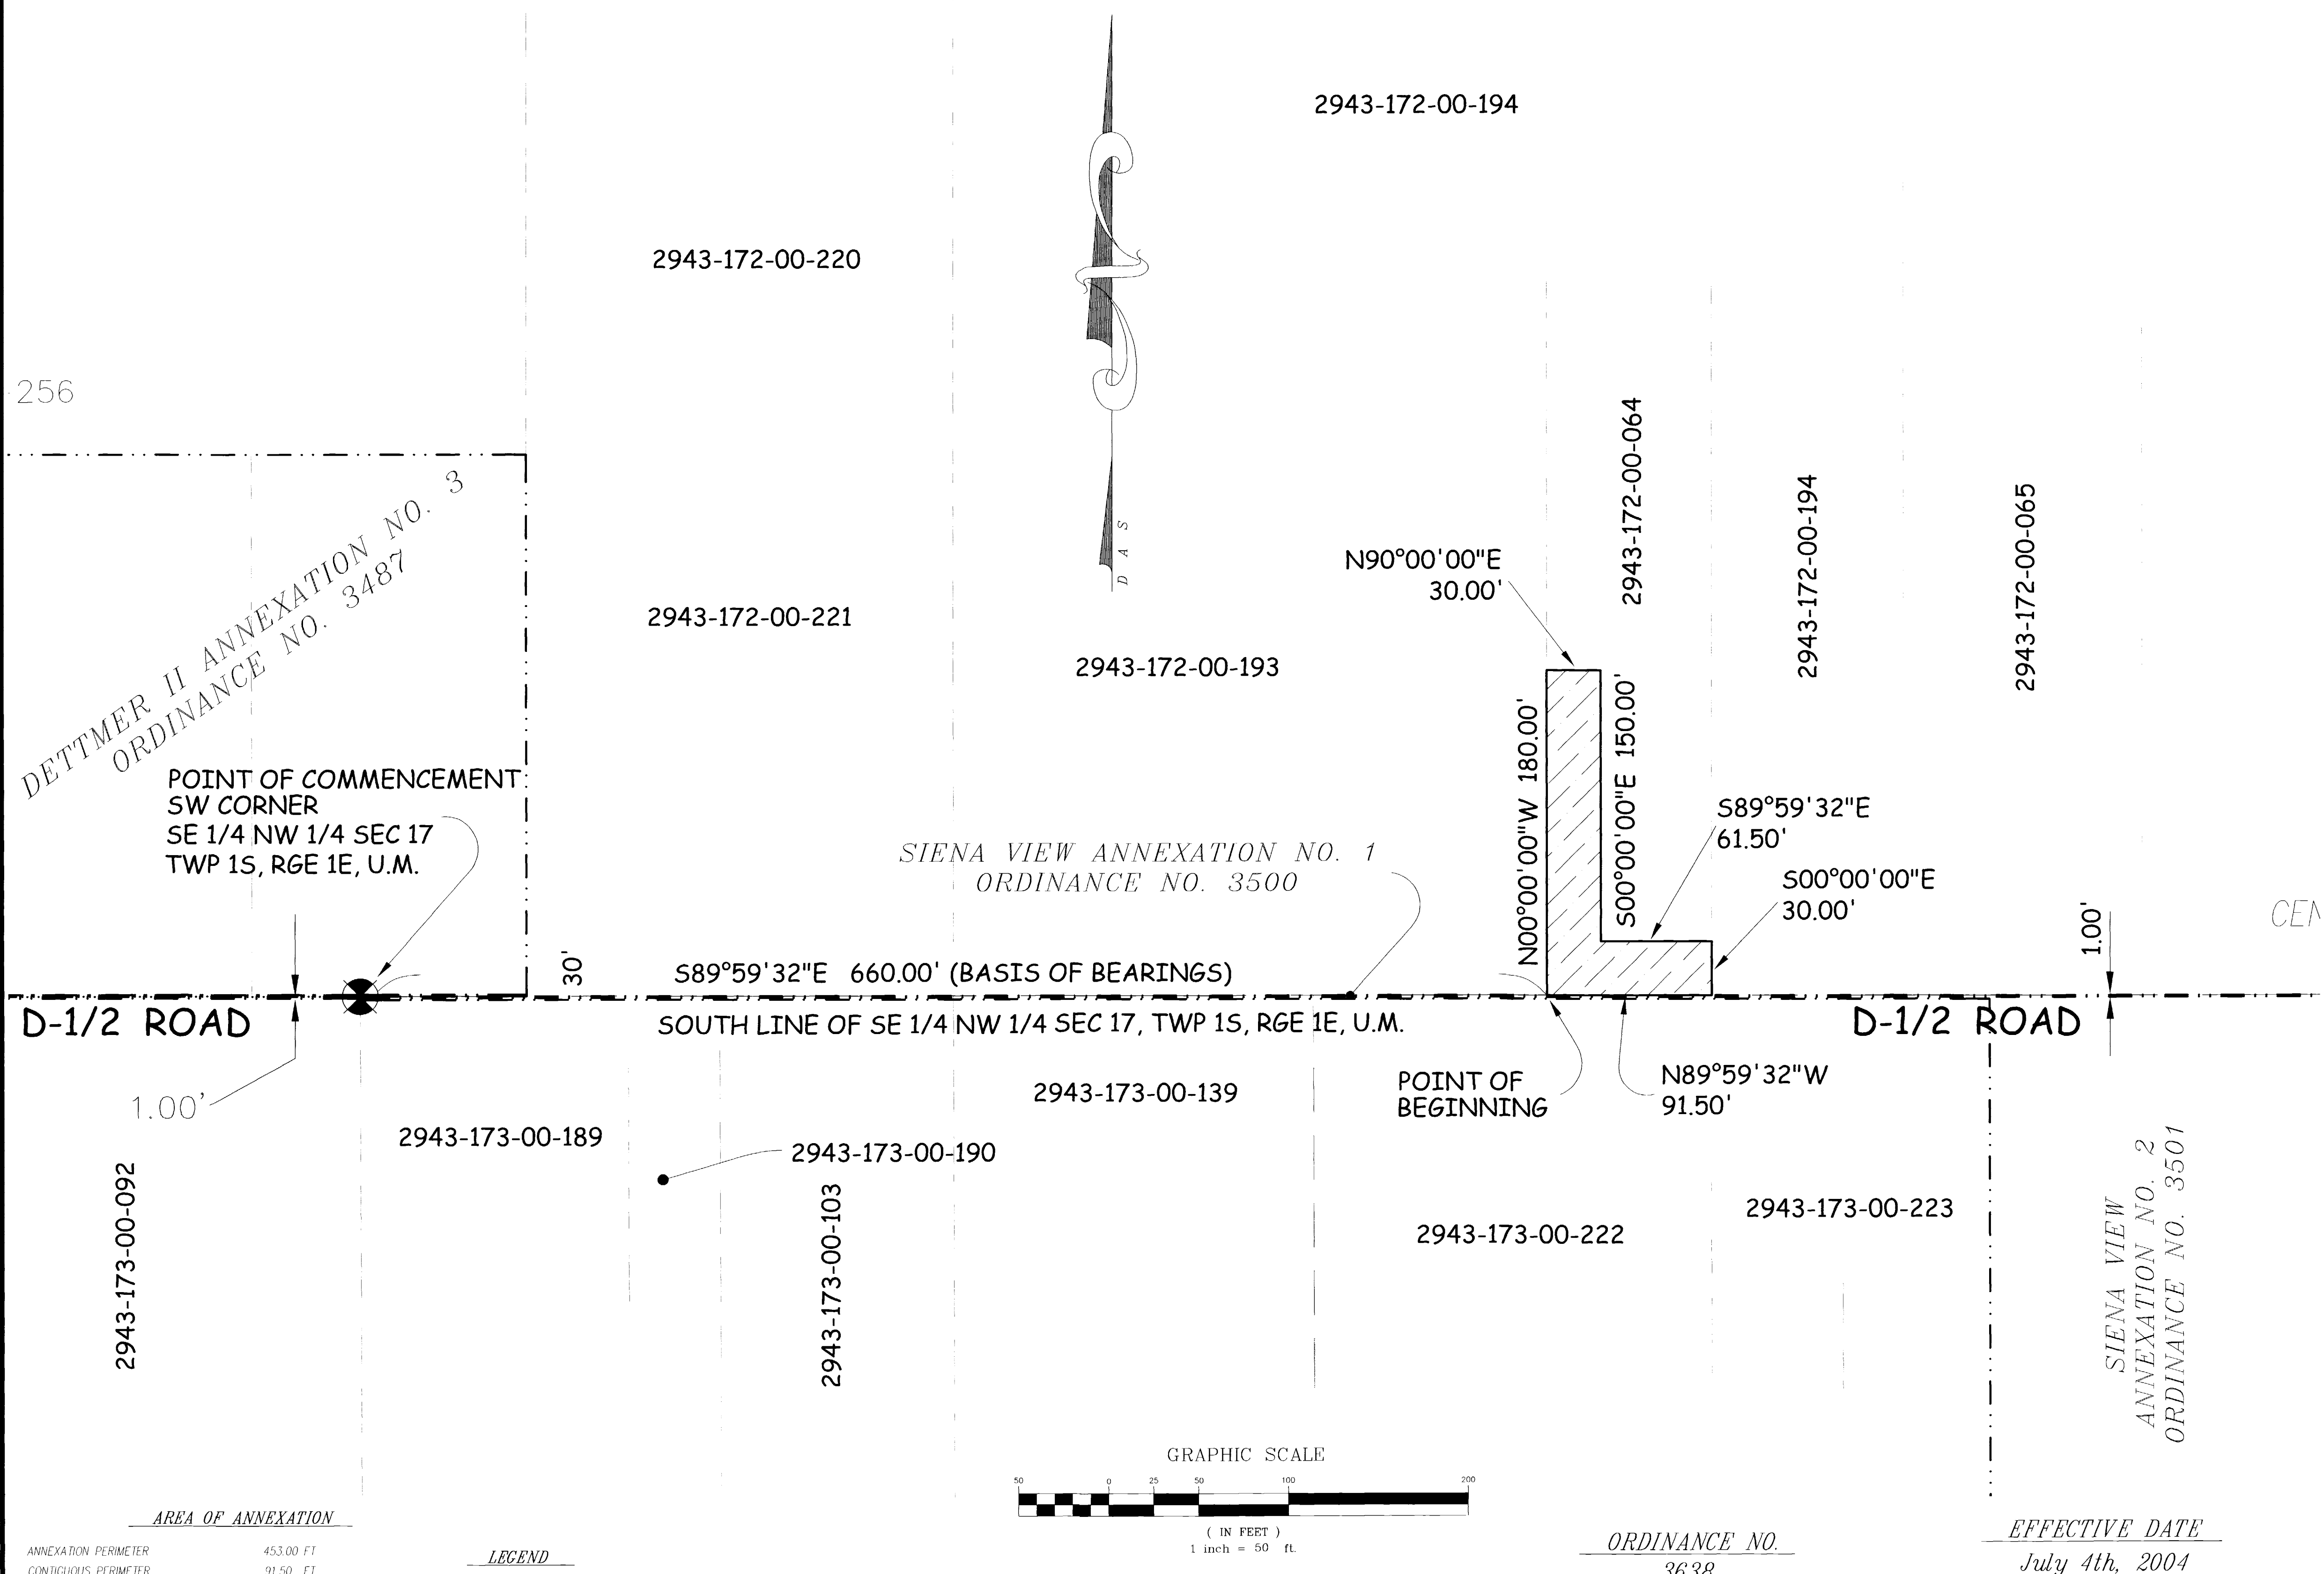 2943-172-00-194
2943-172-00-220
256
2943-172-00-064
2943-172-00-194
2943-172-00-065
DETTMER II ANNEXATION NO. 3
ORDINANCE NO. 3487
D A S
N90°00'00"E
30.00'
2943-172-00-221
2943-172-00-193
N00°00'00"W 180.00'
S00°00'00"E 150.00'
POINT OF COMMENCEMENT
SW CORNER
SE 1/4 NW 1/4 SEC 17
TWP 1S, RGE 1E, U.M.
S89°59'32"E
61.50'
SIENA VIEW ANNEXATION NO. 1
ORDINANCE NO. 3500
S00°00'00"E
30.00'
1.00'
CEN
30'
S89°59'32"E 660.00' (BASIS OF BEARINGS)
D-1/2 ROAD
SOUTH LINE OF SE 1/4 NW 1/4 SEC 17, TWP 1S, RGE 1E, U.M.
D-1/2 ROAD
1.00'
POINT OF
BEGINNING
N89°59'32"W
91.50'
2943-173-00-139
2943-173-00-189
2943-173-00-190
2943-173-00-092
2943-173-00-103
2943-173-00-222
2943-173-00-223
SIENA VIEW
ANNEXATION NO. 2
ORDINANCE NO. 3501
GRAPHIC SCALE
50 0 25 50 100 200
( IN FEET )
1 inch = 50 ft.
AREA OF ANNEXATION
ANNEXATION PERIMETER 453.00 FT
CONTIGUOUS PERIMETER 91.50 FT
LEGEND
ORDINANCE NO.
3638
EFFECTIVE DATE
July 4th, 2004